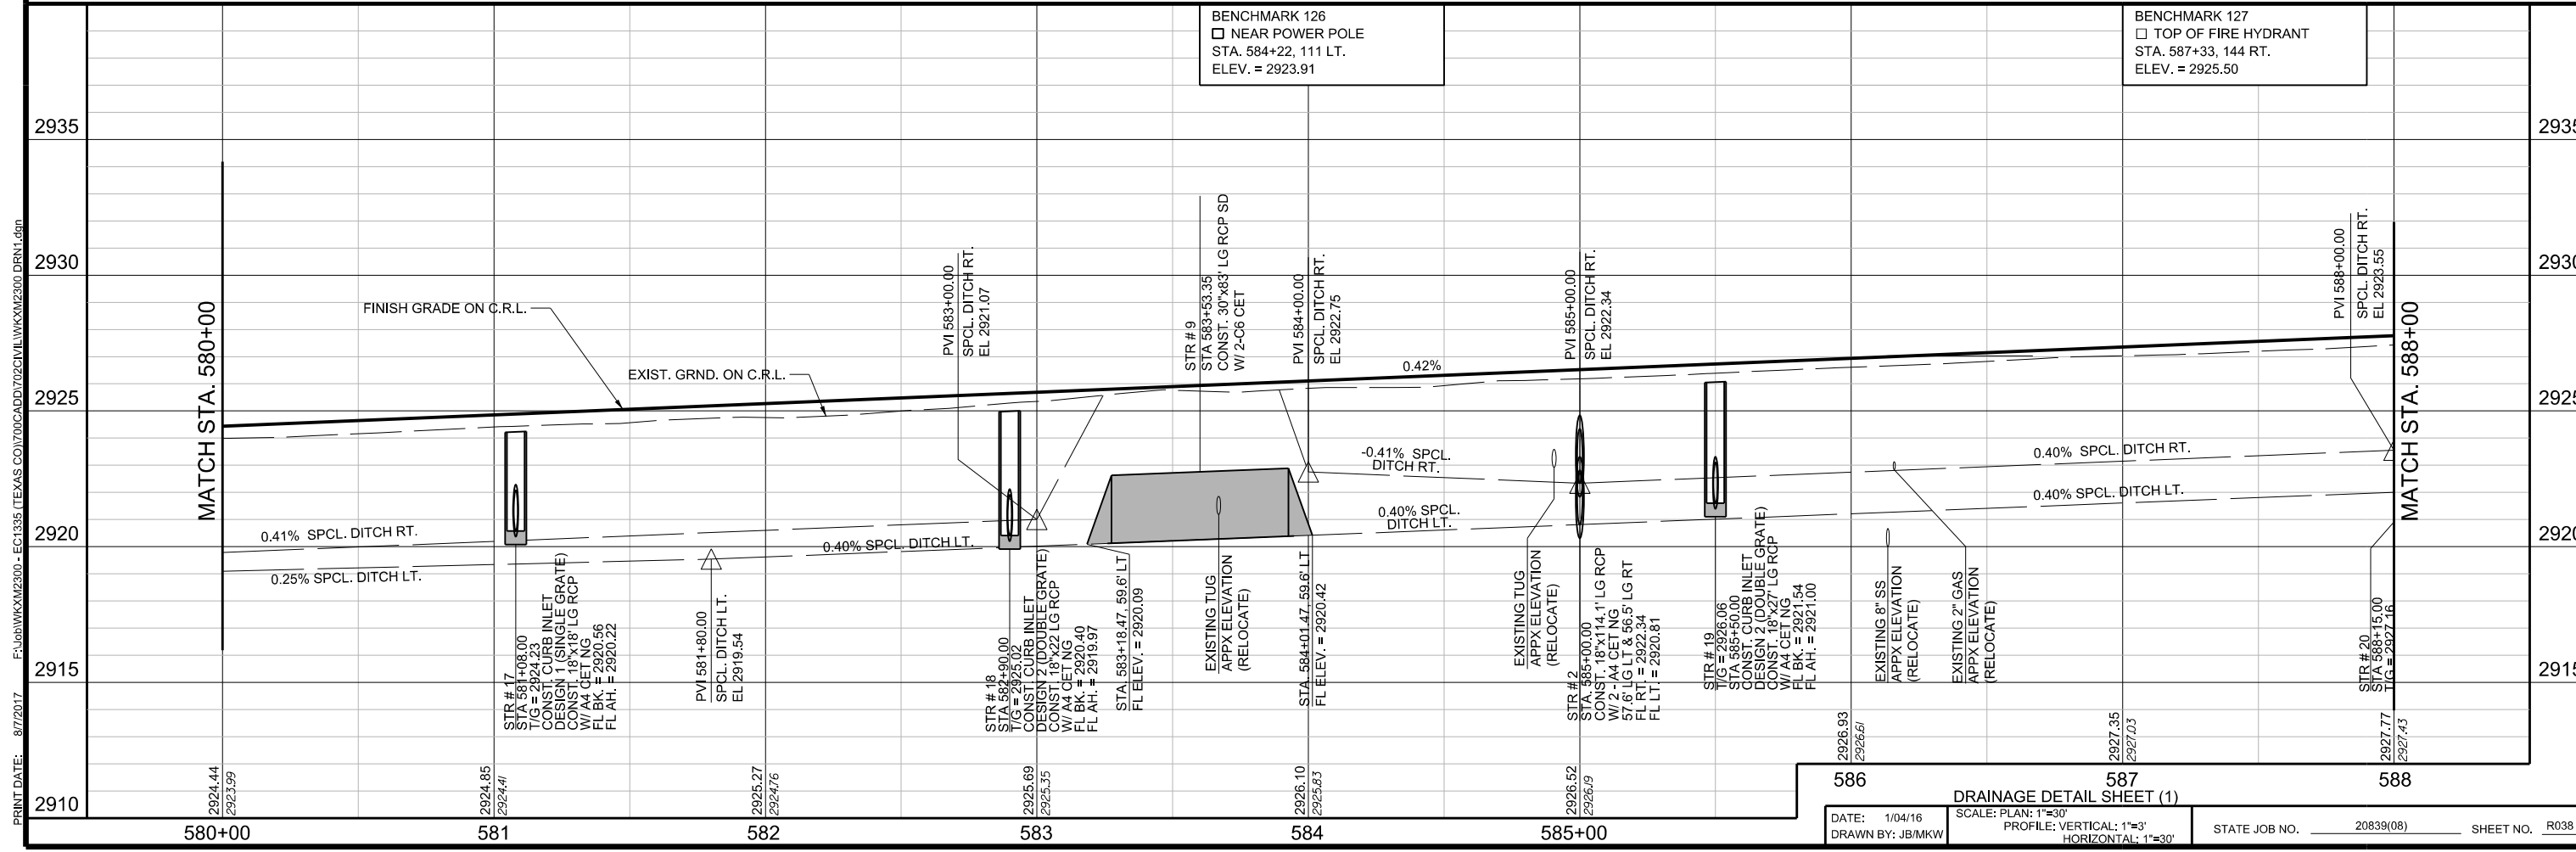 BENCHMARK 126
NEAR POWER POLE
STA. 584+22, 111 LT.
ELEV. = 2923.91
BENCHMARK 127
TOP OF FIRE HYDRANT
STA. 587+33, 144 RT.
ELEV. = 2925.50
2935
2930
2925
2920
2915
2910
F:\Job\WKXM2300 - EC1335 (TEXAS CO)\700CADD\702CIVIL\WKXM2300 DRN1.dgn
PRINT DATE: 8/7/2017
MATCH STA. 580+00
FINISH GRADE ON C.R.L.
EXIST. GRND. ON C.R.L.
PVI 583+00.00
SPCL. DITCH RT.
EL 2921.07
STR # 9
STA 583+53.35
CONST. 30"x83' LG RCP SD
W/ 2-C6 CET
PVI 584+00.00
SPCL. DITCH RT.
EL 2922.75
0.42%
PVI 585+00.00
SPCL. DITCH RT.
EL 2922.34
PVI 588+00.00
SPCL. DITCH RT.
EL 2923.55
MATCH STA. 588+00
-0.41% SPCL.
DITCH RT.
0.40% SPCL. DITCH RT.
0.40% SPCL. DITCH LT.
0.40% SPCL.
DITCH LT.
0.41% SPCL. DITCH RT.
0.40% SPCL. DITCH LT.
0.25% SPCL. DITCH LT.
STR # 17
STA 581+08.00
T/G = 2924.23
CONST. CURB INLET
DESIGN 1 (SINGLE GRATE)
CONST. 18"x18' LG RCP
W/ A4 CET NG
FL BK. = 2920.56
FL AH. = 2920.22
PVI 581+80.00
SPCL. DITCH LT.
EL 2919.54
STR # 18
STA 582+90.00
T/G = 2925.02
CONST. CURB INLET
DESIGN 2 (DOUBLE GRATE)
CONST. 18"x22 LG RCP
W/ A4 CET NG
FL BK. = 2920.40
FL AH. = 2919.97
STA. 583+18.47, 59.6' LT
FL ELEV. = 2920.09
EXISTING TUG
APPX ELEVATION
(RELOCATE)
STA. 584+01.47, 59.6' LT
FL ELEV. = 2920.42
EXISTING TUG
APPX ELEVATION
(RELOCATE)
STR # 2
STA. 585+00.00
CONST. 18"x114.1' LG RCP
W/ 2 - A4 CET NG
57.6' LG LT & 56.5' LG RT
FL RT. = 2922.34
FL LT. = 2920.81
STR # 19
T/G = 2926.06
STA 585+50.00
CONST. CURB INLET
DESIGN 2 (DOUBLE GRATE)
CONST. 18"x27' LG RCP
W/ A4 CET NG
FL BK. = 2921.54
FL AH. = 2921.00
EXISTING 8" SS
APPX ELEVATION
(RELOCATE)
EXISTING 2" GAS
APPX ELEVATION
(RELOCATE)
STR # 20
STA 588+15.00
T/G = 2927.16
2924.44
2923.99
2924.85
2924.41
2925.27
2924.76
2925.69
2925.35
2926.10
2925.83
2926.52
2926.19
2926.93
2926.61
2927.35
2927.03
2927.77
2927.43
580+00
581
582
583
584
585+00
586
587
588
DRAINAGE DETAIL SHEET (1)
DATE: 1/04/16
DRAWN BY: JB/MKW
SCALE: PLAN: 1"=30'
PROFILE: VERTICAL: 1"=3'
HORIZONTAL: 1"=30'
STATE JOB NO. 20839(08)
SHEET NO. R038